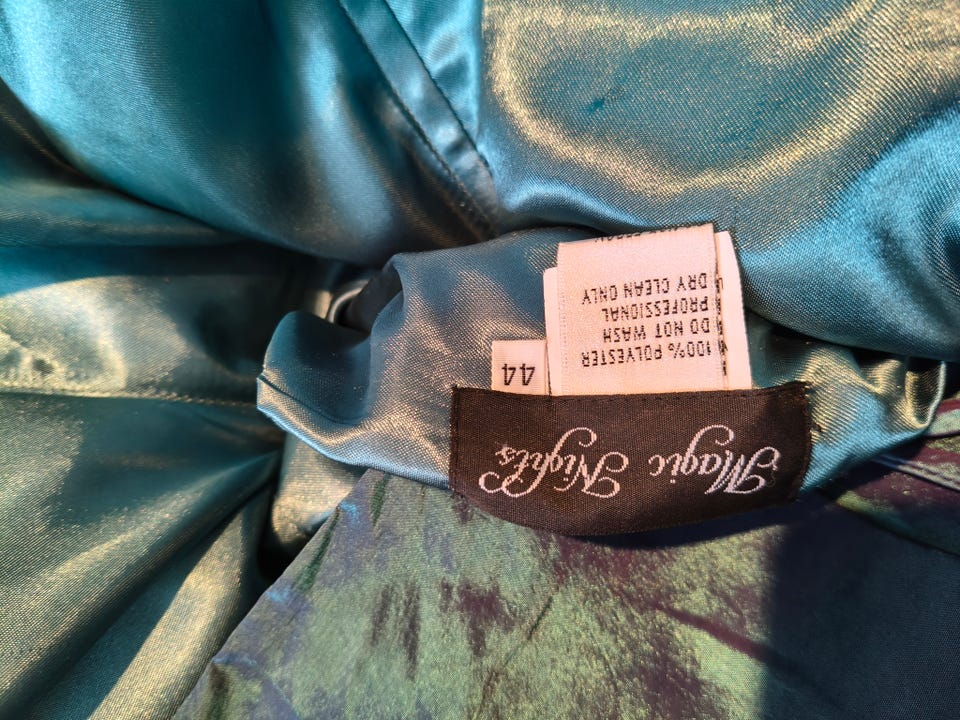 Magic Nights
44
100% POLYESTER
DO NOT WASH
PROFESSIONAL
DRY CLEAN ONLY